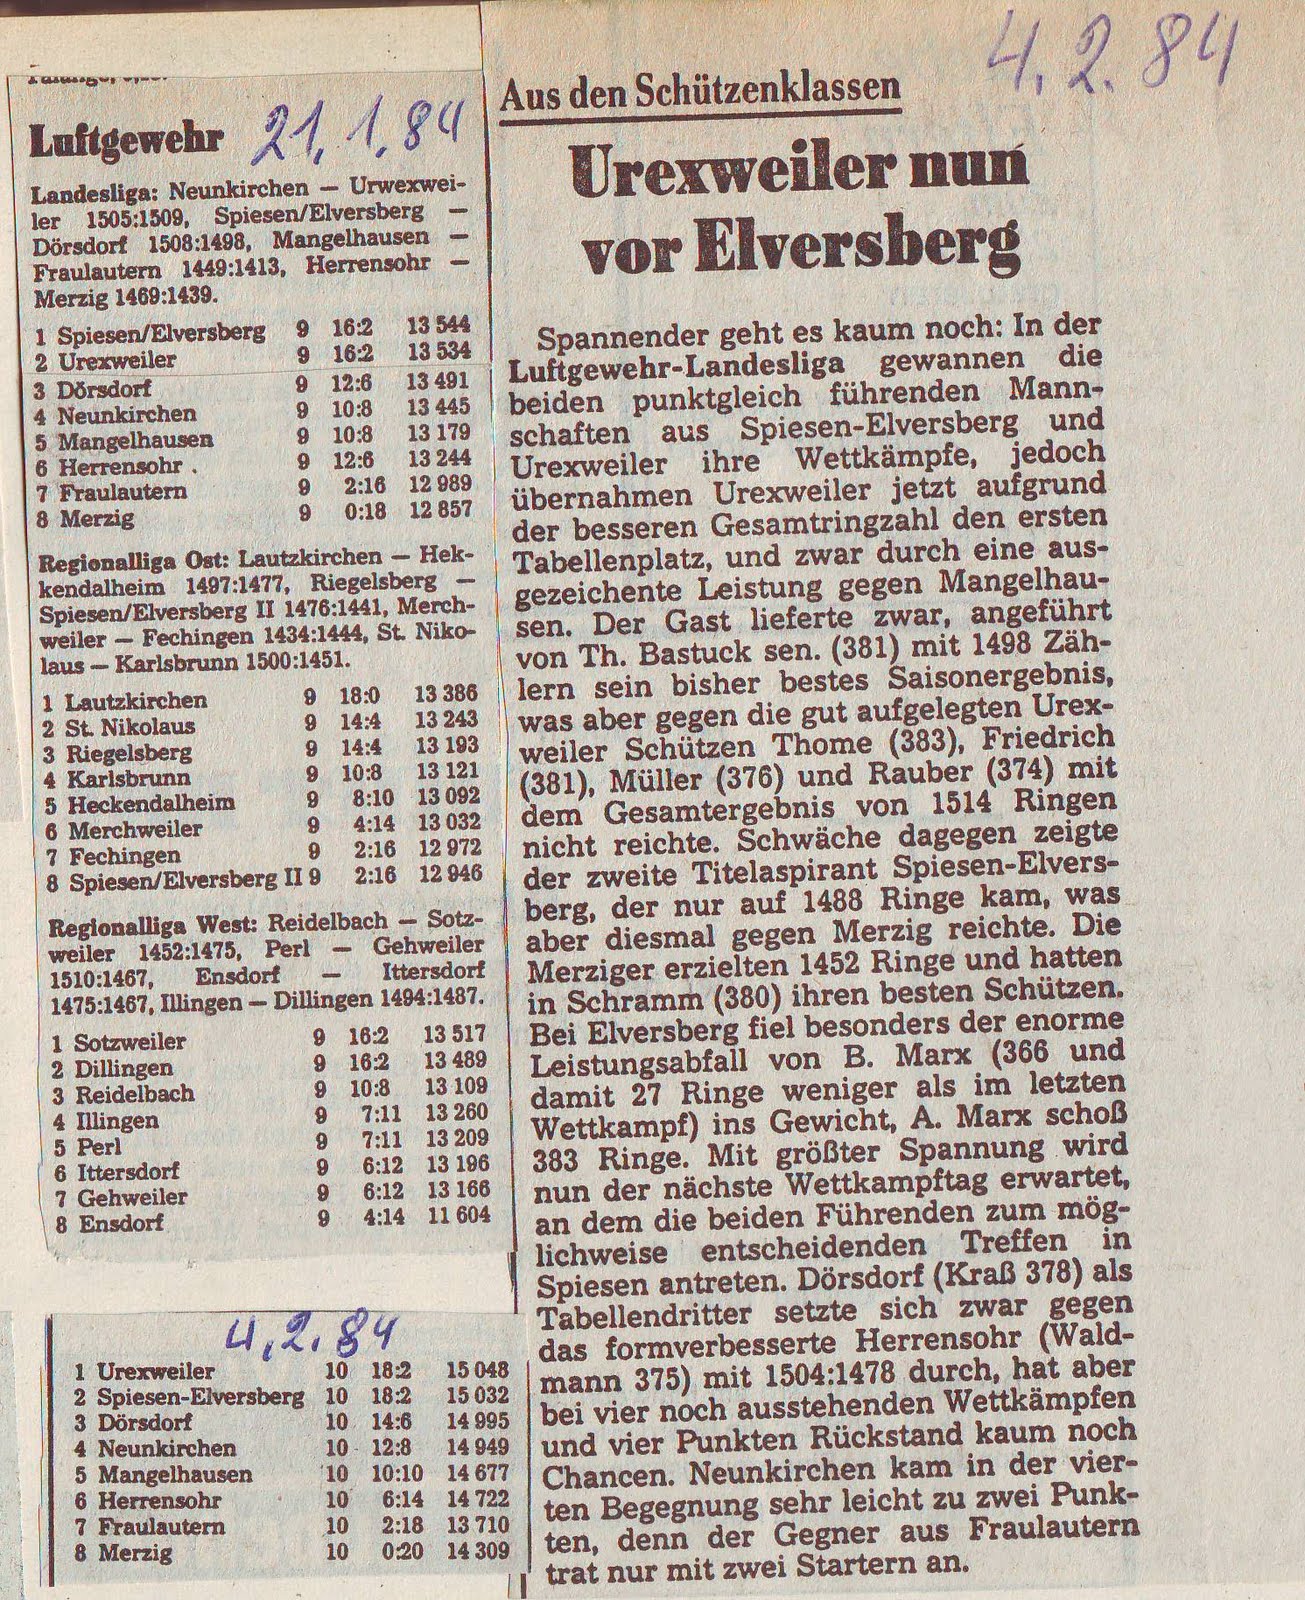 Luftgewehr
21.1.84
Landesliga: Neunkirchen — Urwexwei-
ler 1505:1509, Spiesen/Elversberg —
Dörsdorf 1508:1498, Mangelhausen —
Fraulautern 1449:1413, Herrensohr —
Merzig 1469:1439.
1 Spiesen/Elversberg 9 16:2 13 544
2 Urexweiler 9 16:2 13 534
3 Dörsdorf 9 12:6 13 491
4 Neunkirchen 9 10:8 13 445
5 Mangelhausen 9 10:8 13 179
6 Herrensohr . 9 12:6 13 244
7 Fraulautern 9 2:16 12 989
8 Merzig 9 0:18 12 857
Regionalliga Ost: Lautzkirchen — Hek-
kendalheim 1497:1477, Riegelsberg —
Spiesen/Elversberg II 1476:1441, Merch-
weiler — Fechingen 1434:1444, St. Niko-
laus — Karlsbrunn 1500:1451.
1 Lautzkirchen 9 18:0 13 386
2 St. Nikolaus 9 14:4 13 243
3 Riegelsberg 9 14:4 13 193
4 Karlsbrunn 9 10:8 13 121
5 Heckendalheim 9 8:10 13 092
6 Merchweiler 9 4:14 13 032
7 Fechingen 9 2:16 12 972
8 Spiesen/Elversberg II 9 2:16 12 946
Regionalliga West: Reidelbach — Sotz-
weiler 1452:1475, Perl — Gehweiler
1510:1467, Ensdorf — Ittersdorf
1475:1467, Illingen — Dillingen 1494:1487.
1 Sotzweiler 9 16:2 13 517
2 Dillingen 9 16:2 13 489
3 Reidelbach 9 10:8 13 109
4 Illingen 9 7:11 13 260
5 Perl 9 7:11 13 209
6 Ittersdorf 9 6:12 13 196
7 Gehweiler 9 6:12 13 166
8 Ensdorf 9 4:14 11 604
4.2.84
1 Urexweiler 10 18:2 15 048
2 Spiesen-Elversberg 10 18:2 15 032
3 Dörsdorf 10 14:6 14 995
4 Neunkirchen 10 12:8 14 949
5 Mangelhausen 10 10:10 14 677
6 Herrensohr 10 6:14 14 722
7 Fraulautern 10 2:18 13 710
8 Merzig 10 0:20 14 309
4.2.84
Aus den Schützenklassen
Urexweiler nun
vor Elversberg
Spannender geht es kaum noch: In der
Luftgewehr-Landesliga gewannen die
beiden punktgleich führenden Mann-
schaften aus Spiesen-Elversberg und
Urexweiler ihre Wettkämpfe, jedoch
übernahmen Urexweiler jetzt aufgrund
der besseren Gesamtringzahl den ersten
Tabellenplatz, und zwar durch eine aus-
gezeichente Leistung gegen Mangelhau-
sen. Der Gast lieferte zwar, angeführt
von Th. Bastuck sen. (381) mit 1498 Zäh-
lern sein bisher bestes Saisonergebnis,
was aber gegen die gut aufgelegten Urex-
weiler Schützen Thome (383), Friedrich
(381), Müller (376) und Rauber (374) mit
dem Gesamtergebnis von 1514 Ringen
nicht reichte. Schwäche dagegen zeigte
der zweite Titelaspirant Spiesen-Elvers-
berg, der nur auf 1488 Ringe kam, was
aber diesmal gegen Merzig reichte. Die
Merziger erzielten 1452 Ringe und hatten
in Schramm (380) ihren besten Schützen.
Bei Elversberg fiel besonders der enorme
Leistungsabfall von B. Marx (366 und
damit 27 Ringe weniger als im letzten
Wettkampf) ins Gewicht, A. Marx schoß
383 Ringe. Mit größter Spannung wird
nun der nächste Wettkampftag erwartet,
an dem die beiden Führenden zum mög-
lichweise entscheidenden Treffen in
Spiesen antreten. Dörsdorf (Kraß 378) als
Tabellendritter setzte sich zwar gegen
das formverbesserte Herrensohr (Wald-
mann 375) mit 1504:1478 durch, hat aber
bei vier noch ausstehenden Wettkämpfen
und vier Punkten Rückstand kaum noch
Chancen. Neunkirchen kam in der vier-
ten Begegnung sehr leicht zu zwei Punk-
ten, denn der Gegner aus Fraulautern
trat nur mit zwei Startern an.